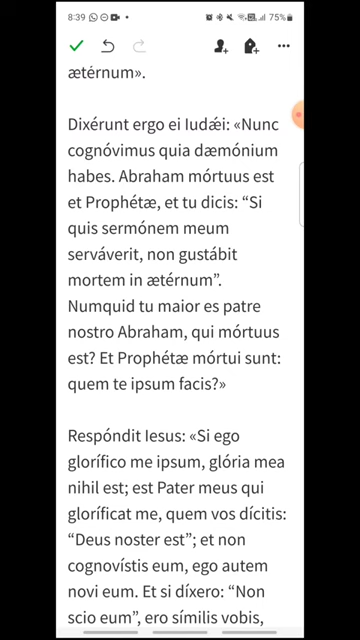 8:39
75%
ætérnum».
Dixérunt ergo ei Iudǽi: «Nunc
cognóvimus quia dæmónium
habes. Abraham mórtuus est
et Prophétæ, et tu dicis: “Si
quis sermónem meum
serváverit, non gustábit
mortem in ætérnum”.
Numquid tu maior es patre
nostro Abraham, qui mórtuus
est? Et Prophétæ mórtui sunt:
quem te ipsum facis?»
Respóndit Iesus: «Si ego
glorífico me ipsum, glória mea
nihil est; est Pater meus qui
gloríficat me, quem vos dícitis:
“Deus noster est”; et non
cognovístis eum, ego autem
novi eum. Et si díxero: “Non
scio eum”, ero símilis vobis,